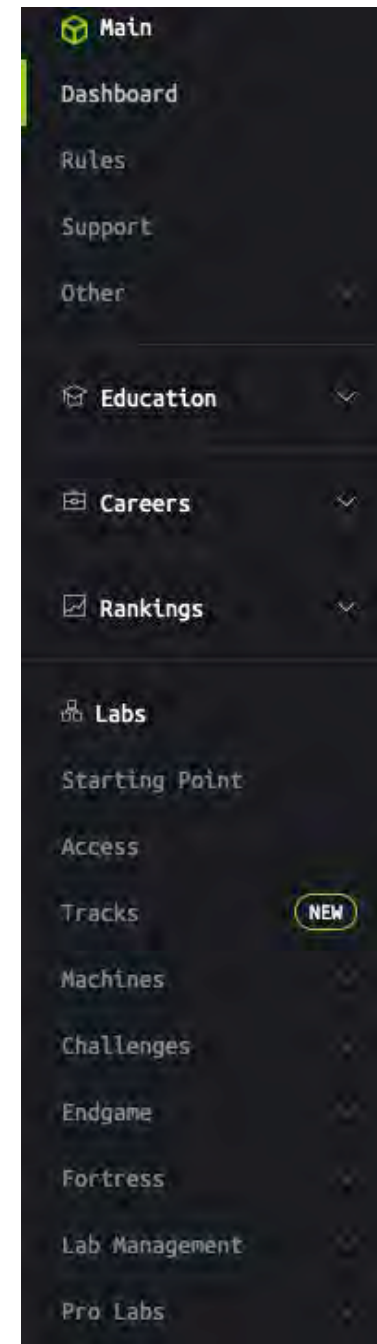 Main
Dashboard
Rules
Support
Other
Education
Careers
Rankings
Labs
Starting Point
Access
Tracks NEW
Machines
Challenges
Endgame
Fortress
Lab Management
Pro Labs